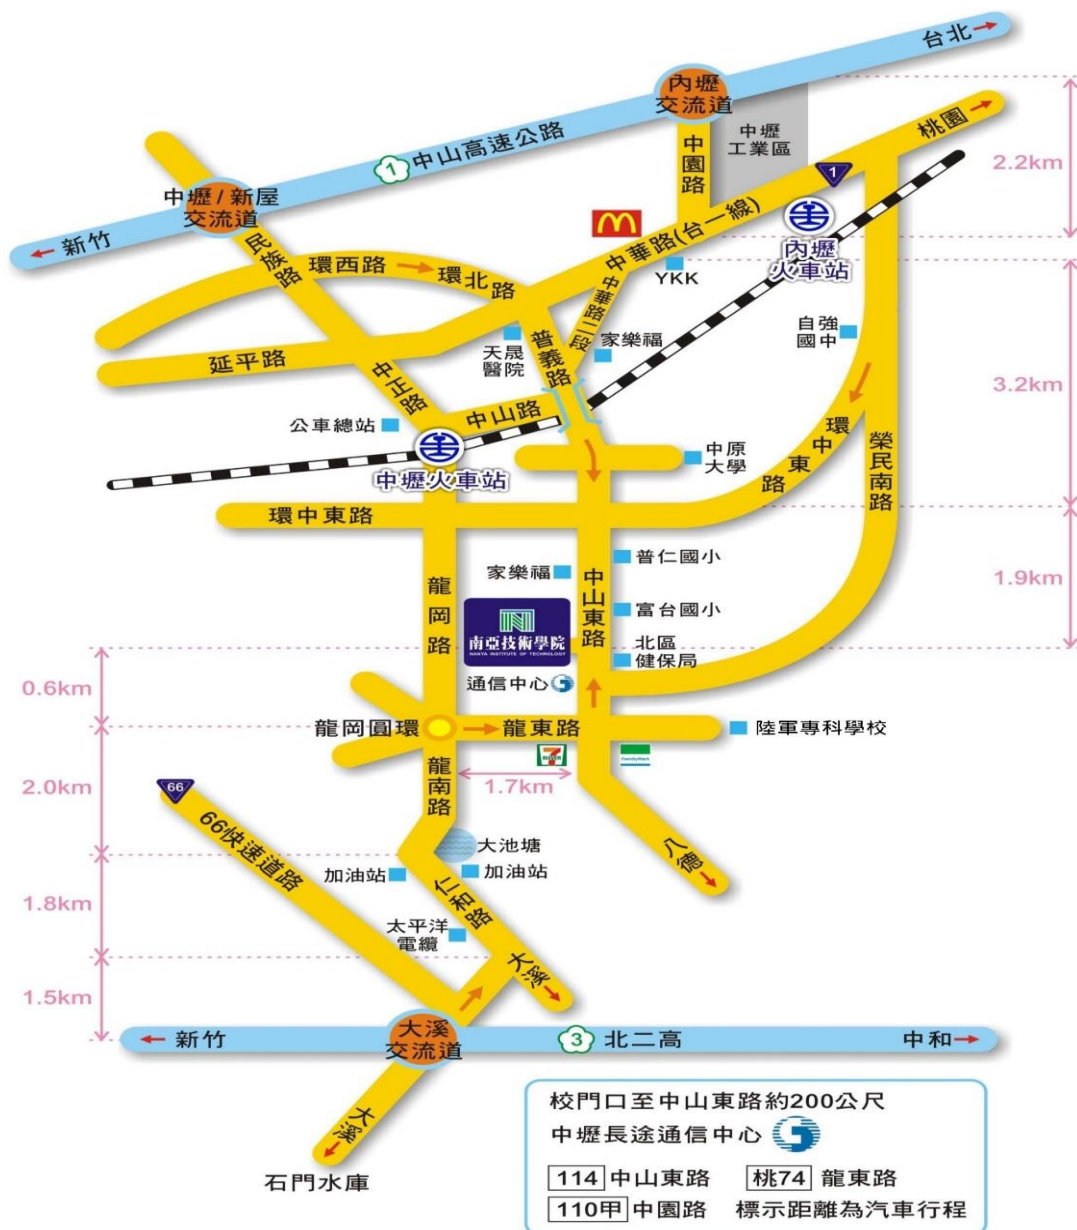 台北
內壢
交流道
桃園
中壢
工業區
2.2km
中園路
1
中山高速公路
1
中壢/新屋
交流道
新竹
中華路(台一線)
內壢
火車站
YKK
民族路
環西路
環北路
中華路二段
自強
國中
家樂福
普義路
天晟
醫院
延平路
3.2km
中正路
中山路
公車總站
環中東路
中原
大學
榮民南路
中壢火車站
環中東路
普仁國小
家樂福
龍岡路
中山東路
1.9km
富台國小
南亞技術學院
NANYA INSTITUTE OF TECHNOLOGY
北區
健保局
0.6km
通信中心
龍岡圓環
龍東路
陸軍專科學校
7
ELEVEN
FamilyMart
龍南路
1.7km
2.0km
66
66快速道路
大池塘
加油站
加油站
八德
1.8km
仁和路
太平洋
電纜
大溪
1.5km
新竹
大溪
交流道
3
北二高
中和
大溪
石門水庫
校門口至中山東路約200公尺
中壢長途通信中心
114 中山東路 桃74 龍東路
110甲 中園路 標示距離為汽車行程